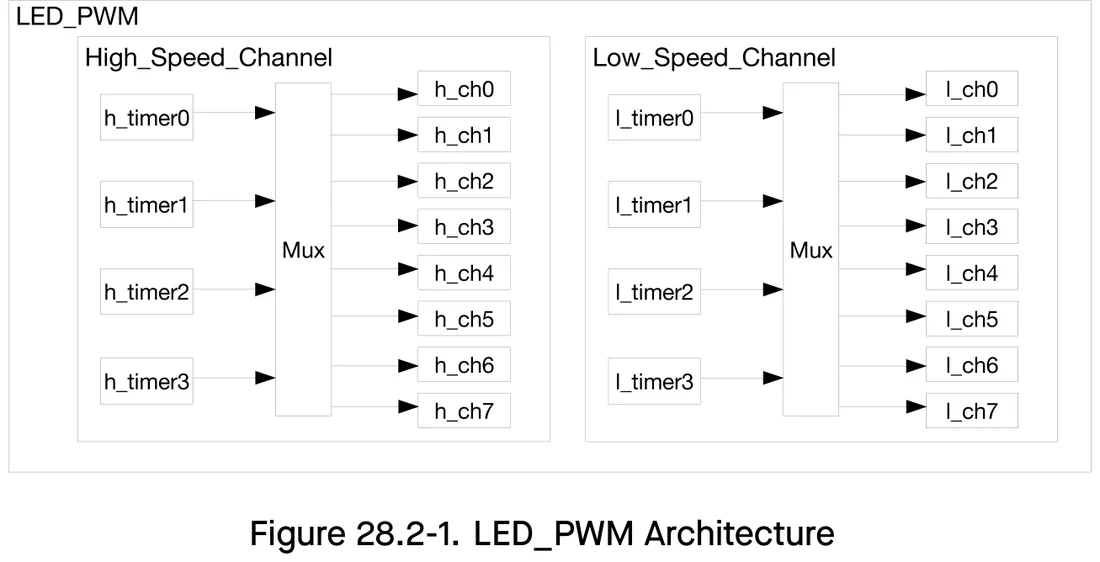 LED_PWM
High_Speed_Channel
h_timer0
h_timer1
h_timer2
h_timer3
Mux
h_ch0
h_ch1
h_ch2
h_ch3
h_ch4
h_ch5
h_ch6
h_ch7
Low_Speed_Channel
l_timer0
l_timer1
l_timer2
l_timer3
Mux
l_ch0
l_ch1
l_ch2
l_ch3
l_ch4
l_ch5
l_ch6
l_ch7
Figure 28.2-1. LED_PWM Architecture